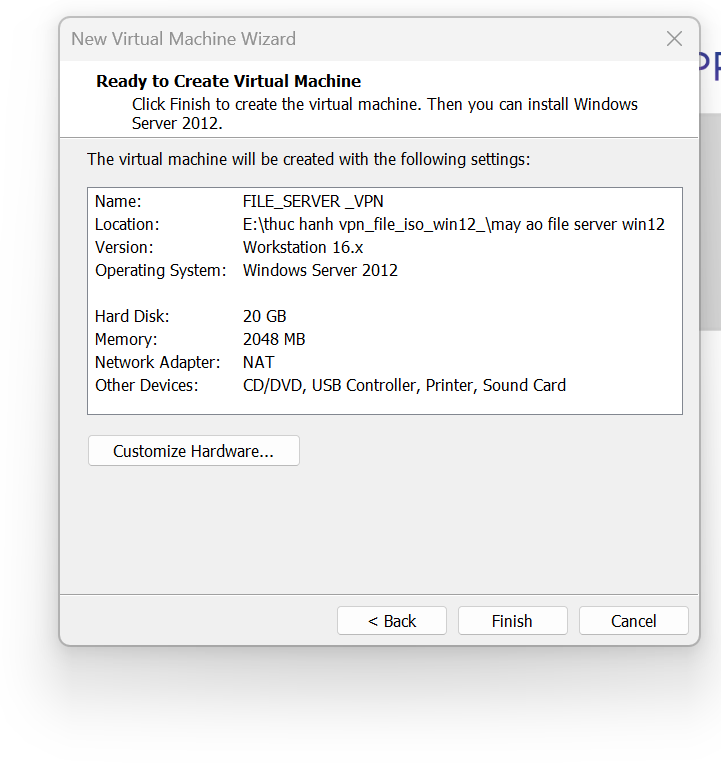 New Virtual Machine Wizard
Ready to Create Virtual Machine
Click Finish to create the virtual machine. Then you can install Windows
Server 2012.
The virtual machine will be created with the following settings:
Name: FILE_SERVER _VPN
Location: E:\thuc hanh vpn_file_iso_win12_\may ao file server win12
Version: Workstation 16.x
Operating System: Windows Server 2012
Hard Disk: 20 GB
Memory: 2048 MB
Network Adapter: NAT
Other Devices: CD/DVD, USB Controller, Printer, Sound Card
Customize Hardware...
< Back Finish Cancel